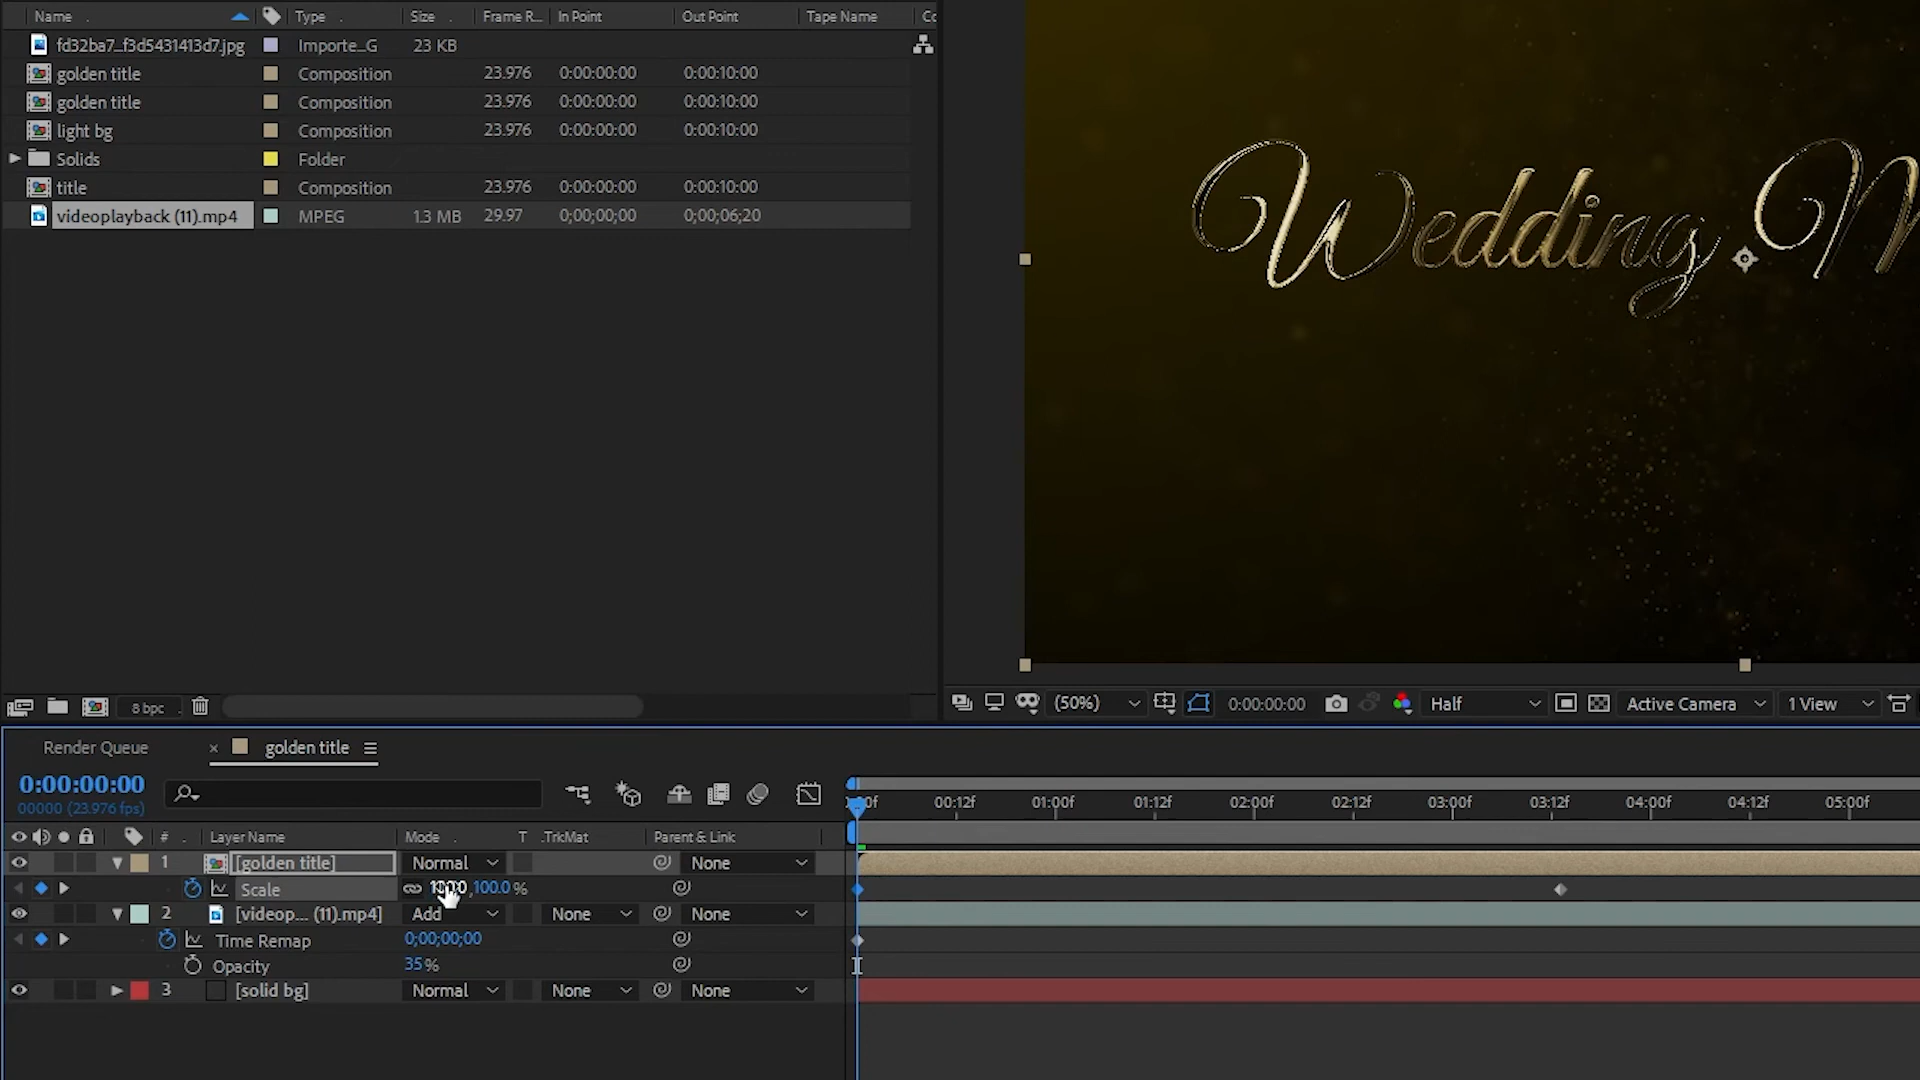 Name Type Size Frame R... In Point Out Point Tape Name Co
fd32ba7_f3d5431413d7.jpg Importe_G 23 KB
golden title Composition 23.976 0:00:00:00 0:00:10:00
golden title Composition 23.976 0:00:00:00 0:00:10:00
light bg Composition 23.976 0:00:00:00 0:00:10:00
Solids Folder
title Composition 23.976 0:00:00:00 0:00:10:00
videoplayback (11).mp4 MPEG 1.3 MB 29.97 0;00;00;00 0;00;06;20
Wedding M
8 bpc
(50%) 0:00:00:00 Half Active Camera 1 View
Render Queue × golden title
0:00:00:00
00000 (23.976 fps)
00:12f 01:00f 01:12f 02:00f 02:12f 03:00f 03:12f 04:00f 04:12f 05:00f
# Layer Name Mode T .TrkMat Parent & Link
1 [golden title] Normal None
Scale 100.0,100.0%
2 [videop... (11).mp4] Add None None
Time Remap 0;00;00;00
Opacity 35%
3 [solid bg] Normal None None